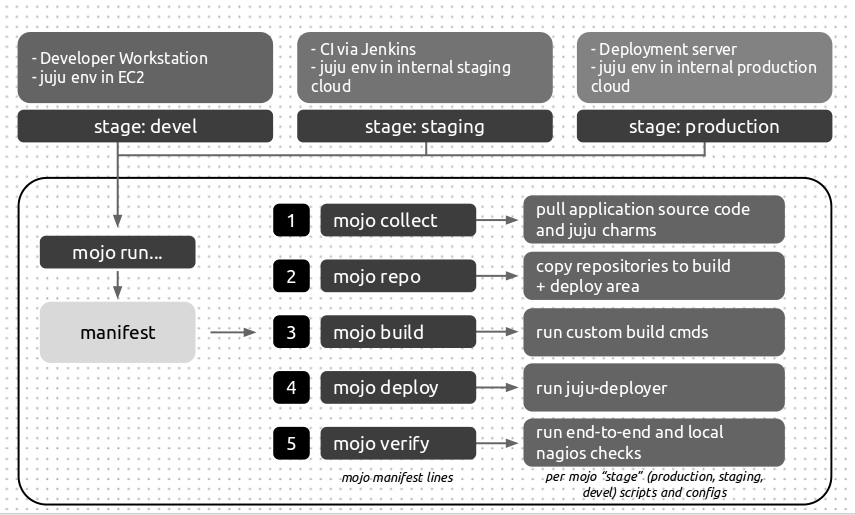 - Developer Workstation
- juju env in EC2
- CI via Jenkins
- juju env in internal staging
cloud
- Deployment server
- juju env in internal production
cloud
stage: devel
stage: staging
stage: production
mojo run...
manifest
1
mojo collect
pull application source code
and juju charms
2
mojo repo
copy repositories to build
+ deploy area
3
mojo build
run custom build cmds
4
mojo deploy
run juju-deployer
5
mojo verify
run end-to-end and local
nagios checks
mojo manifest lines
per mojo “stage” (production, staging,
devel) scripts and configs